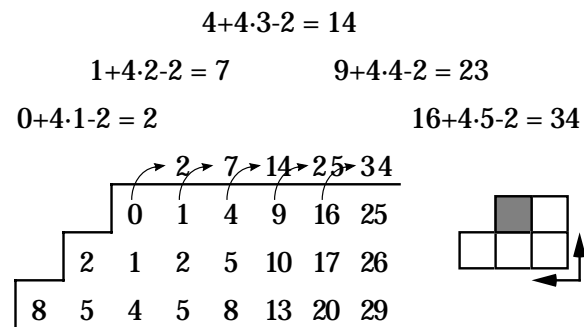 4+4·3-2 = 14
1+4·2-2 = 7 9+4·4-2 = 23
0+4·1-2 = 2 16+4·5-2 = 34
2 7 14 25 34
0 1 4 9 16 25
2 1 2 5 10 17 26
8 5 4 5 8 13 20 29